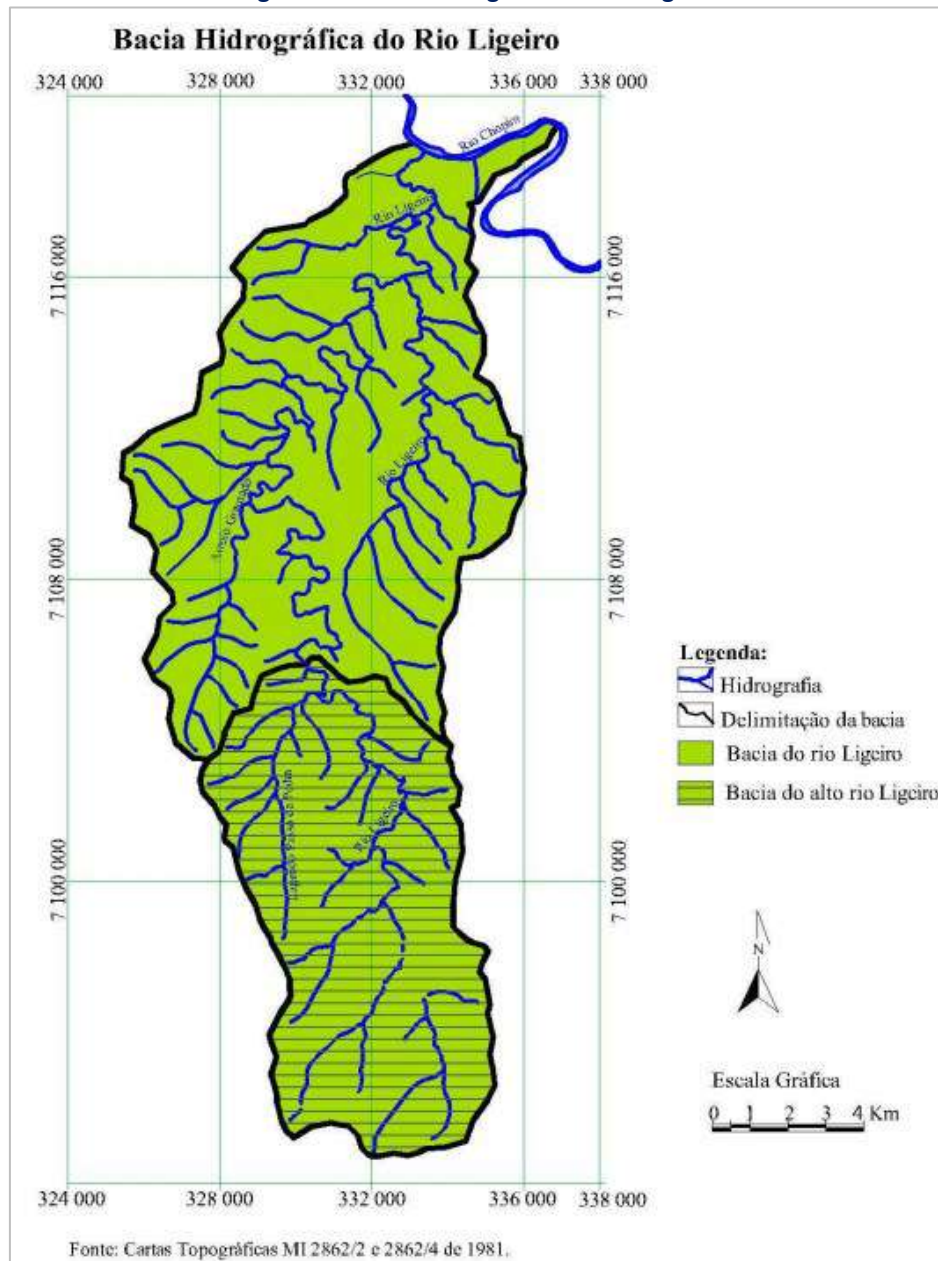 Bacia Hidrográfica do Rio Ligeiro
324 000 328 000 332 000 336 000 338 000
Rio Chopim
Rio Ligeiro
7 116 000 7 116 000
Rio Ligeiro
7 108 000 7 108 000
Legenda:
Hidrografia
Delimitação da bacia
Bacia do rio Ligeiro
Bacia do alto rio Ligeiro
Rio Ligeiro
7 100 000 7 100 000
N
Escala Gráfica
0 1 2 3 4 Km
324 000 328 000 332 000 336 000 338 000
Fonte: Cartas Topográficas MI 2862/2 e 2862/4 de 1981.